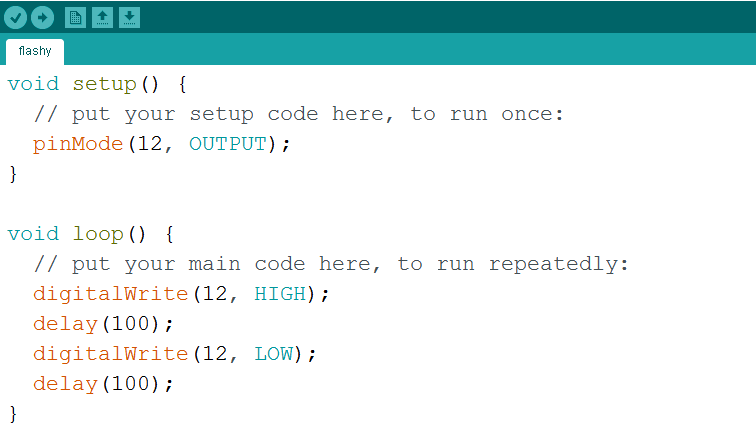 flashy
void setup() {
  // put your setup code here, to run once:
  pinMode(12, OUTPUT);
}

void loop() {
  // put your main code here, to run repeatedly:
  digitalWrite(12, HIGH);
  delay(100);
  digitalWrite(12, LOW);
  delay(100);
}